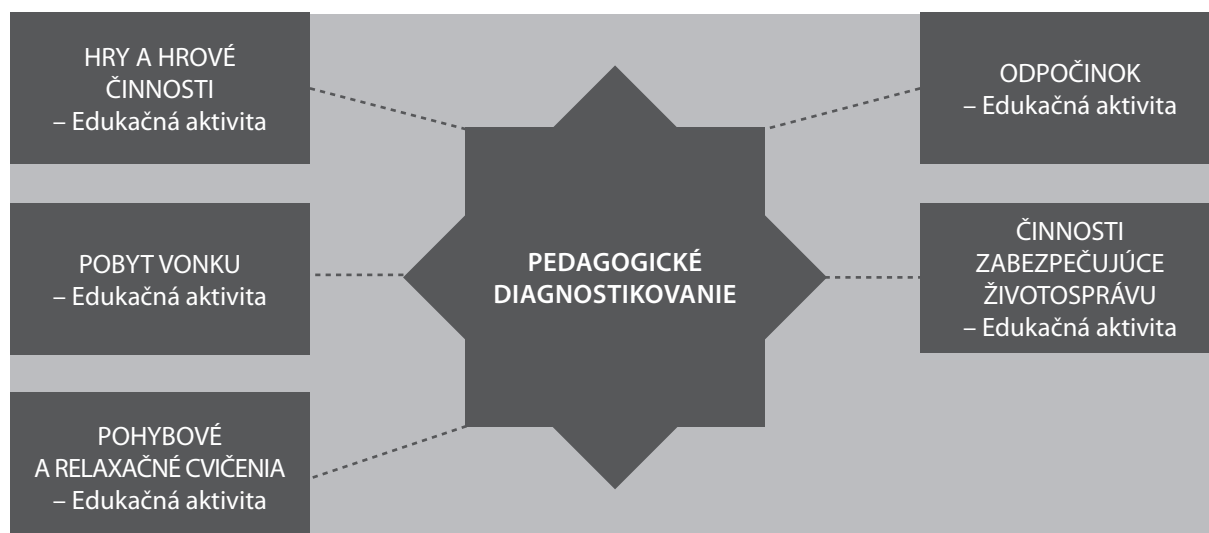 HRY A HROVÉ
ČINNOSTI
– Edukačná aktivita
POBYT VONKU
– Edukačná aktivita
POHYBOVÉ
A RELAXAČNÉ CVIČENIA
– Edukačná aktivita
PEDAGOGICKÉ
DIAGNOSTIKOVANIE
ODPOČINOK
– Edukačná aktivita
ČINNOSTI
ZABEZPEČUJÚCE
ŽIVOTOSPRÁVU
– Edukačná aktivita